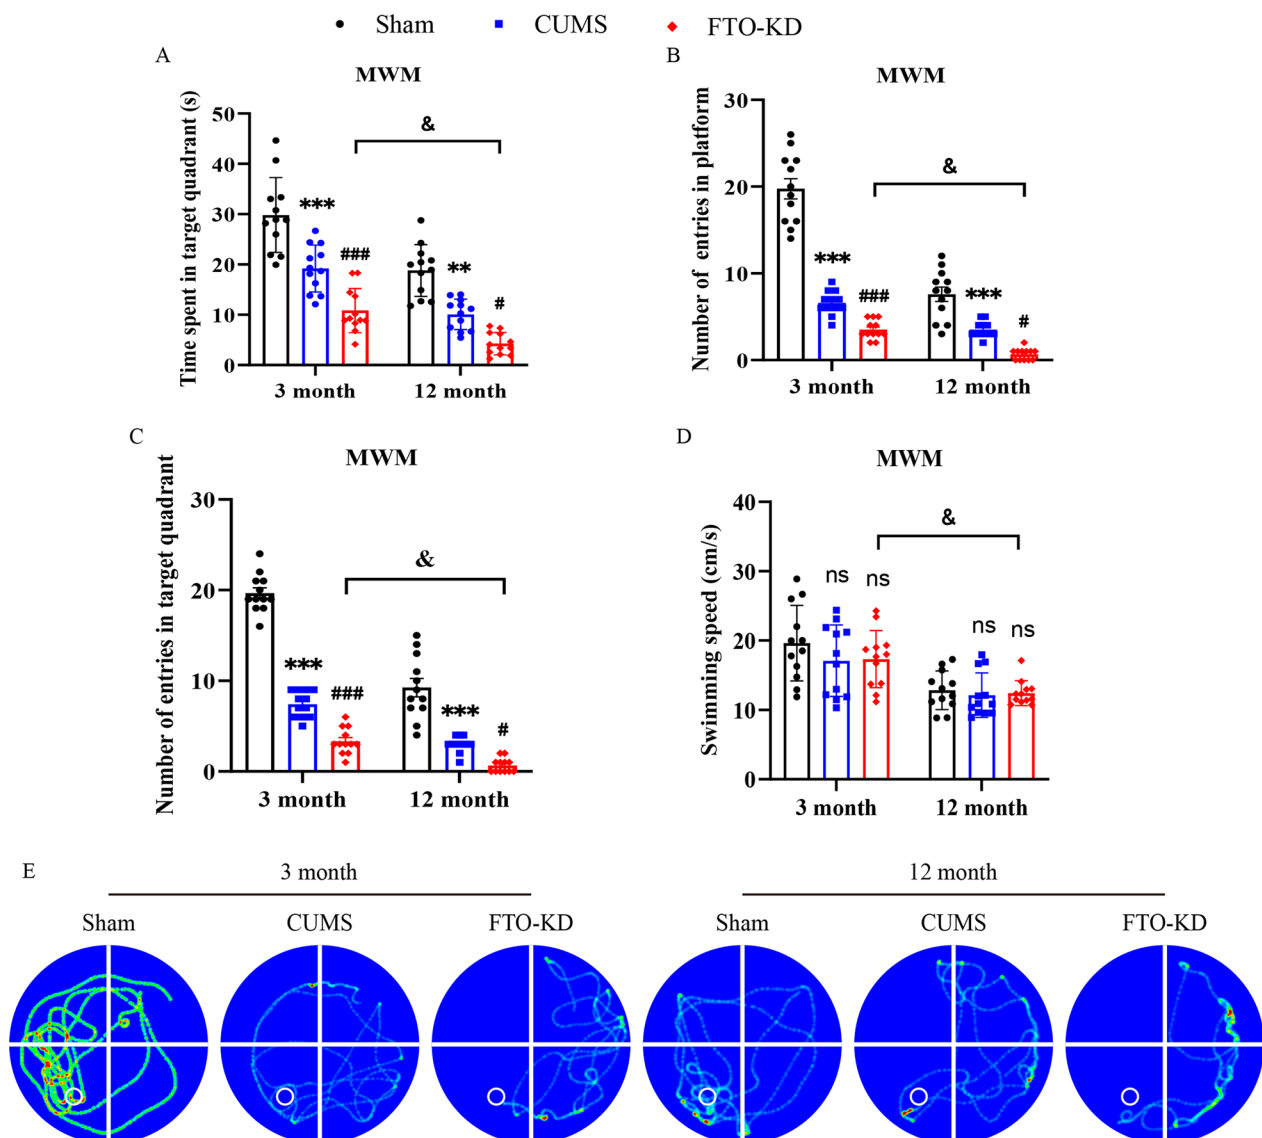 Sham CUMS FTO-KD
A
MWM
Time spent in target quadrant (s)
50
40
30
20
10
0
***
###
&
**
#
3 month 12 month
B
MWM
Number of entries in platform
30
20
10
0
***
###
&
***
#
3 month 12 month
C
MWM
Number of entries in target quadrant
30
20
10
0
***
###
&
***
#
3 month 12 month
D
MWM
Swimming speed (cm/s)
40
30
20
10
0
ns
ns
&
ns
ns
3 month 12 month
E
3 month 12 month
Sham CUMS FTO-KD Sham CUMS FTO-KD